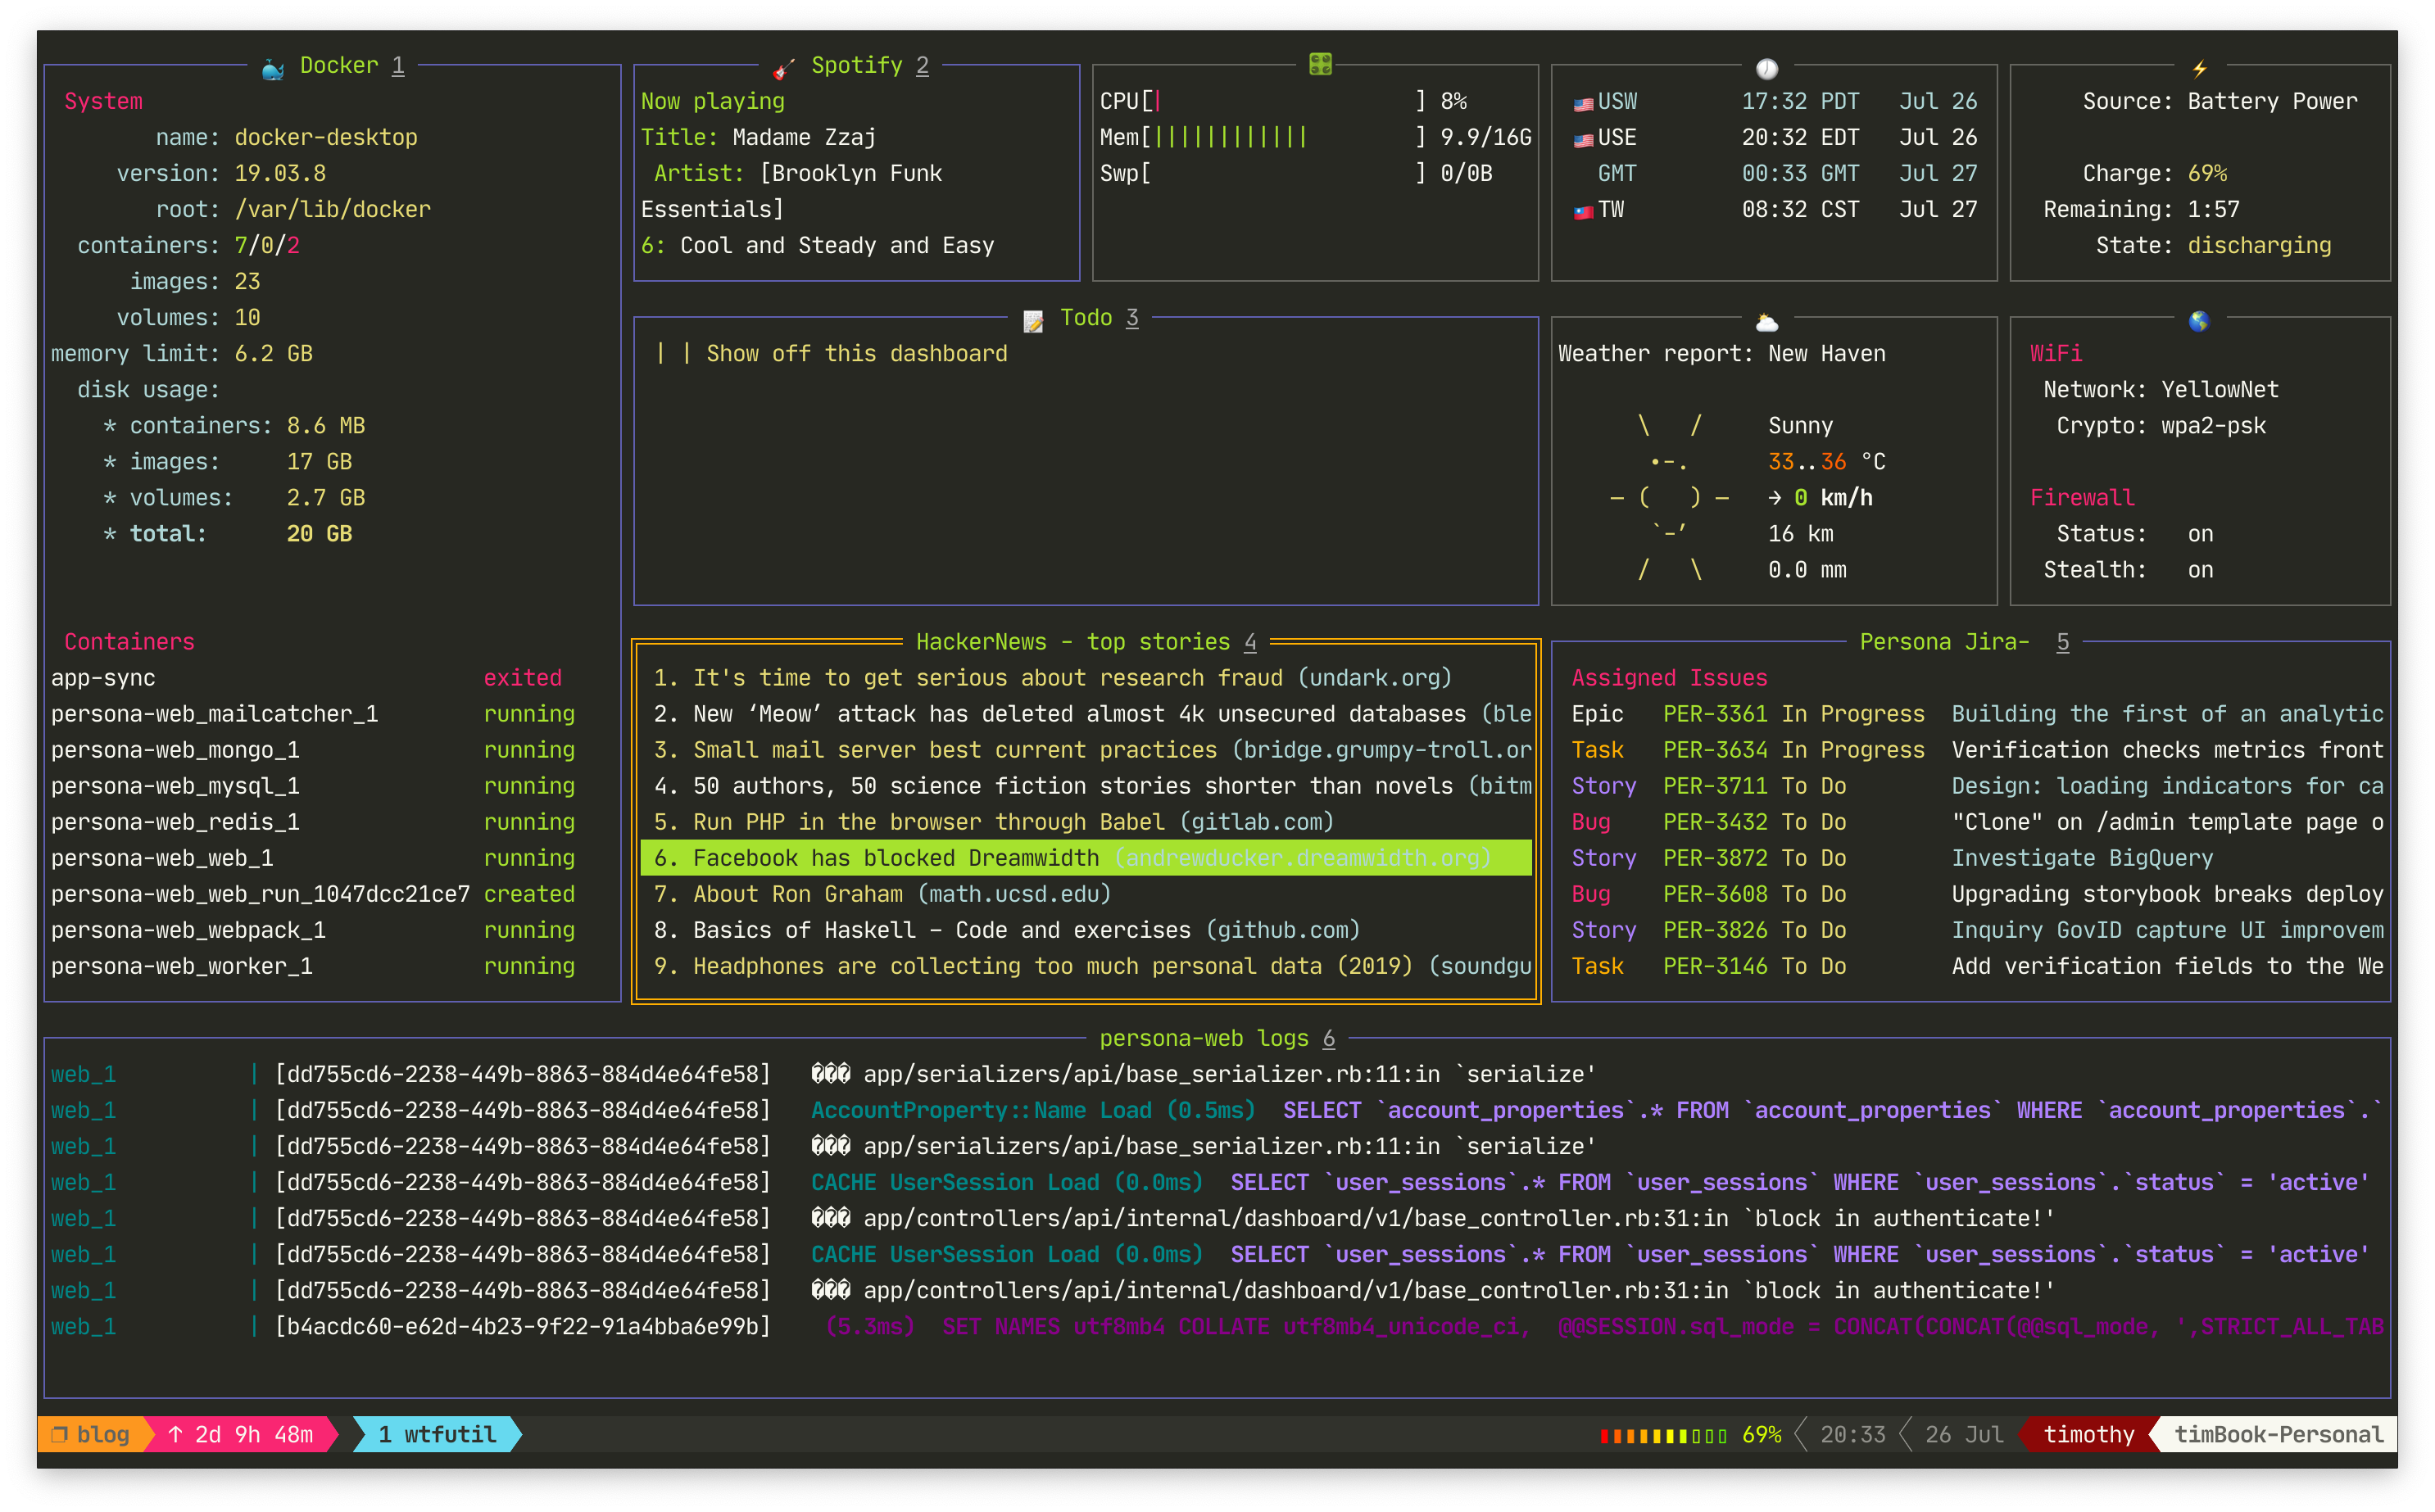 Docker 1
System
name: docker-desktop
version: 19.03.8
root: /var/lib/docker
containers: 7/0/2
images: 23
volumes: 10
memory limit: 6.2 GB
disk usage:
* containers: 8.6 MB
* images: 17 GB
* volumes: 2.7 GB
* total: 20 GB
Containers
app-sync exited
persona-web_mailcatcher_1 running
persona-web_mongo_1 running
persona-web_mysql_1 running
persona-web_redis_1 running
persona-web_web_1 running
persona-web_web_run_1047dcc21ce7 created
persona-web_webpack_1 running
persona-web_worker_1 running
Spotify 2
Now playing
Title: Madame Zzaj
Artist: [Brooklyn Funk
Essentials]
6: Cool and Steady and Easy
CPU[| ] 8%
Mem[|||||||||||| ] 9.9/16G
Swp[ ] 0/0B
USW 17:32 PDT Jul 26
USE 20:32 EDT Jul 26
GMT 00:33 GMT Jul 27
TW 08:32 CST Jul 27
Source: Battery Power
Charge: 69%
Remaining: 1:57
State: discharging
Todo 3
| | Show off this dashboard
Weather report: New Haven
Sunny
33..36 °C
→ 0 km/h
16 km
0.0 mm
WiFi
Network: YellowNet
Crypto: wpa2-psk
Firewall
Status: on
Stealth: on
HackerNews - top stories 4
1. It's time to get serious about research fraud (undark.org)
2. New ‘Meow’ attack has deleted almost 4k unsecured databases (ble
3. Small mail server best current practices (bridge.grumpy-troll.or
4. 50 authors, 50 science fiction stories shorter than novels (bitm
5. Run PHP in the browser through Babel (gitlab.com)
6. Facebook has blocked Dreamwidth (andrewducker.dreamwidth.org)
7. About Ron Graham (math.ucsd.edu)
8. Basics of Haskell – Code and exercises (github.com)
9. Headphones are collecting too much personal data (2019) (soundgu
Persona Jira- 5
Assigned Issues
Epic PER-3361 In Progress Building the first of an analytic
Task PER-3634 In Progress Verification checks metrics front
Story PER-3711 To Do Design: loading indicators for ca
Bug PER-3432 To Do "Clone" on /admin template page o
Story PER-3872 To Do Investigate BigQuery
Bug PER-3608 To Do Upgrading storybook breaks deploy
Story PER-3826 To Do Inquiry GovID capture UI improvem
Task PER-3146 To Do Add verification fields to the We
persona-web logs 6
web_1 | [dd755cd6-2238-449b-8863-884d4e64fe58] ��� app/serializers/api/base_serializer.rb:11:in `serialize'
web_1 | [dd755cd6-2238-449b-8863-884d4e64fe58] AccountProperty::Name Load (0.5ms) SELECT `account_properties`.* FROM `account_properties` WHERE `account_properties`.`
web_1 | [dd755cd6-2238-449b-8863-884d4e64fe58] ��� app/serializers/api/base_serializer.rb:11:in `serialize'
web_1 | [dd755cd6-2238-449b-8863-884d4e64fe58] CACHE UserSession Load (0.0ms) SELECT `user_sessions`.* FROM `user_sessions` WHERE `user_sessions`.`status` = 'active'
web_1 | [dd755cd6-2238-449b-8863-884d4e64fe58] ��� app/controllers/api/internal/dashboard/v1/base_controller.rb:31:in `block in authenticate!'
web_1 | [dd755cd6-2238-449b-8863-884d4e64fe58] CACHE UserSession Load (0.0ms) SELECT `user_sessions`.* FROM `user_sessions` WHERE `user_sessions`.`status` = 'active'
web_1 | [dd755cd6-2238-449b-8863-884d4e64fe58] ��� app/controllers/api/internal/dashboard/v1/base_controller.rb:31:in `block in authenticate!'
web_1 | [b4acdc60-e62d-4b23-9f22-91a4bba6e99b] (5.3ms) SET NAMES utf8mb4 COLLATE utf8mb4_unicode_ci, @@SESSION.sql_mode = CONCAT(CONCAT(@@sql_mode, ',STRICT_ALL_TAB
❐ blog ↑ 2d 9h 48m 1 wtfutil 69% 20:33 26 Jul timothy timBook-Personal